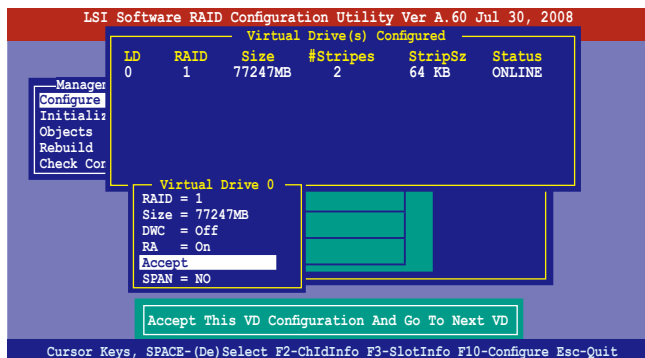 LSI Software RAID Configuration Utility Ver A.60 Jul 30, 2008
Virtual Drive(s) Configured
LD RAID Size #Stripes StripSz Status
0 1 77247MB 2 64 KB ONLINE
Managem
Configure
Initializ
Objects
Rebuild
Check Con
Virtual Drive 0
RAID = 1
Size = 77247MB
DWC = Off
RA = On
Accept
SPAN = NO
Accept This VD Configuration And Go To Next VD
Cursor Keys, SPACE-(De)Select F2-ChIdInfo F3-SlotInfo F10-Configure Esc-Quit